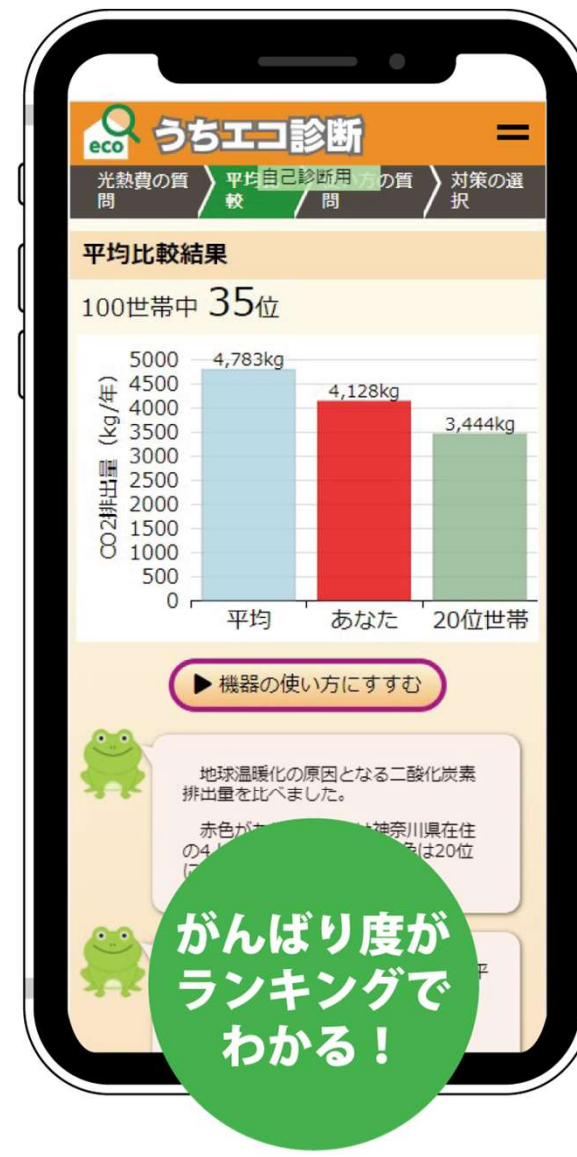 eco うちエコ診断
光熱費の質問
平均
較
自己診断用
方の質問
対策の選択
平均比較結果
100世帯中 35位
CO2排出量（kg/年）
5000
4500
4000
3500
3000
2500
2000
1500
1000
500
0
4,783kg
4,128kg
3,444kg
平均 あなた 20位世帯
▶機器の使い方にすすむ
地球温暖化の原因となる二酸化炭素
排出量を比べました。
赤色が
神奈川県在住
の4
は20位
に
平
がんばり度が
ランキングで
わかる！